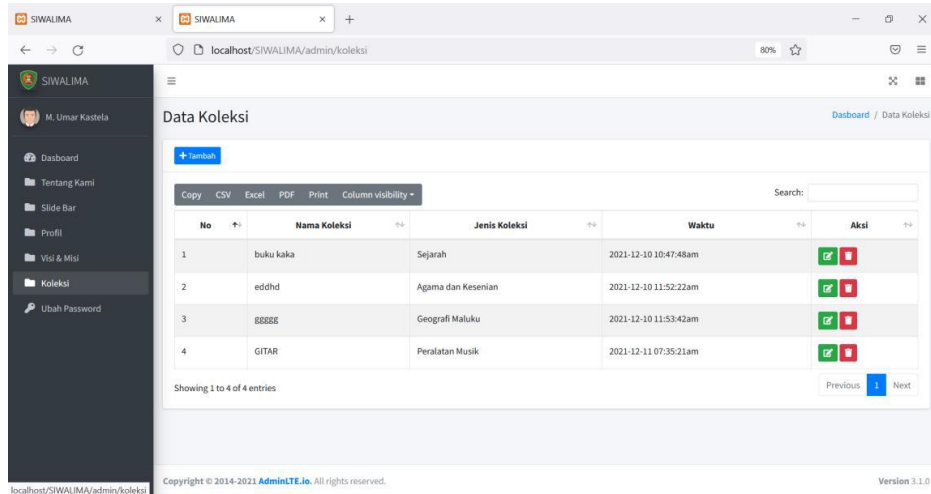 SIWALIMA
SIWALIMA
localhost/SIWALIMA/admin/koleksi
80%
SIWALIMA
M. Umar Kastela
Data Koleksi
Dasboard / Data Koleksi
Dasboard
Tentang Kami
Slide Bar
Profil
Visi & Misi
Koleksi
Ubah Password
Tambah
Copy CSV Excel PDF Print Column visibility
Search:
No Nama Koleksi Jenis Koleksi Waktu Aksi
1 buku kaka Sejarah 2021-12-10 10:47:48am
2 eddhd Agama dan Kesenian 2021-12-10 11:52:22am
3 ggggg Geografi Maluku 2021-12-10 11:53:42am
4 GITAR Peralatan Musik 2021-12-11 07:35:21am
Showing 1 to 4 of 4 entries
Previous 1 Next
Copyright © 2014-2021 AdminLTE.io. All rights reserved.
Version 3.1.0
localhost/SIWALIMA/admin/koleksi